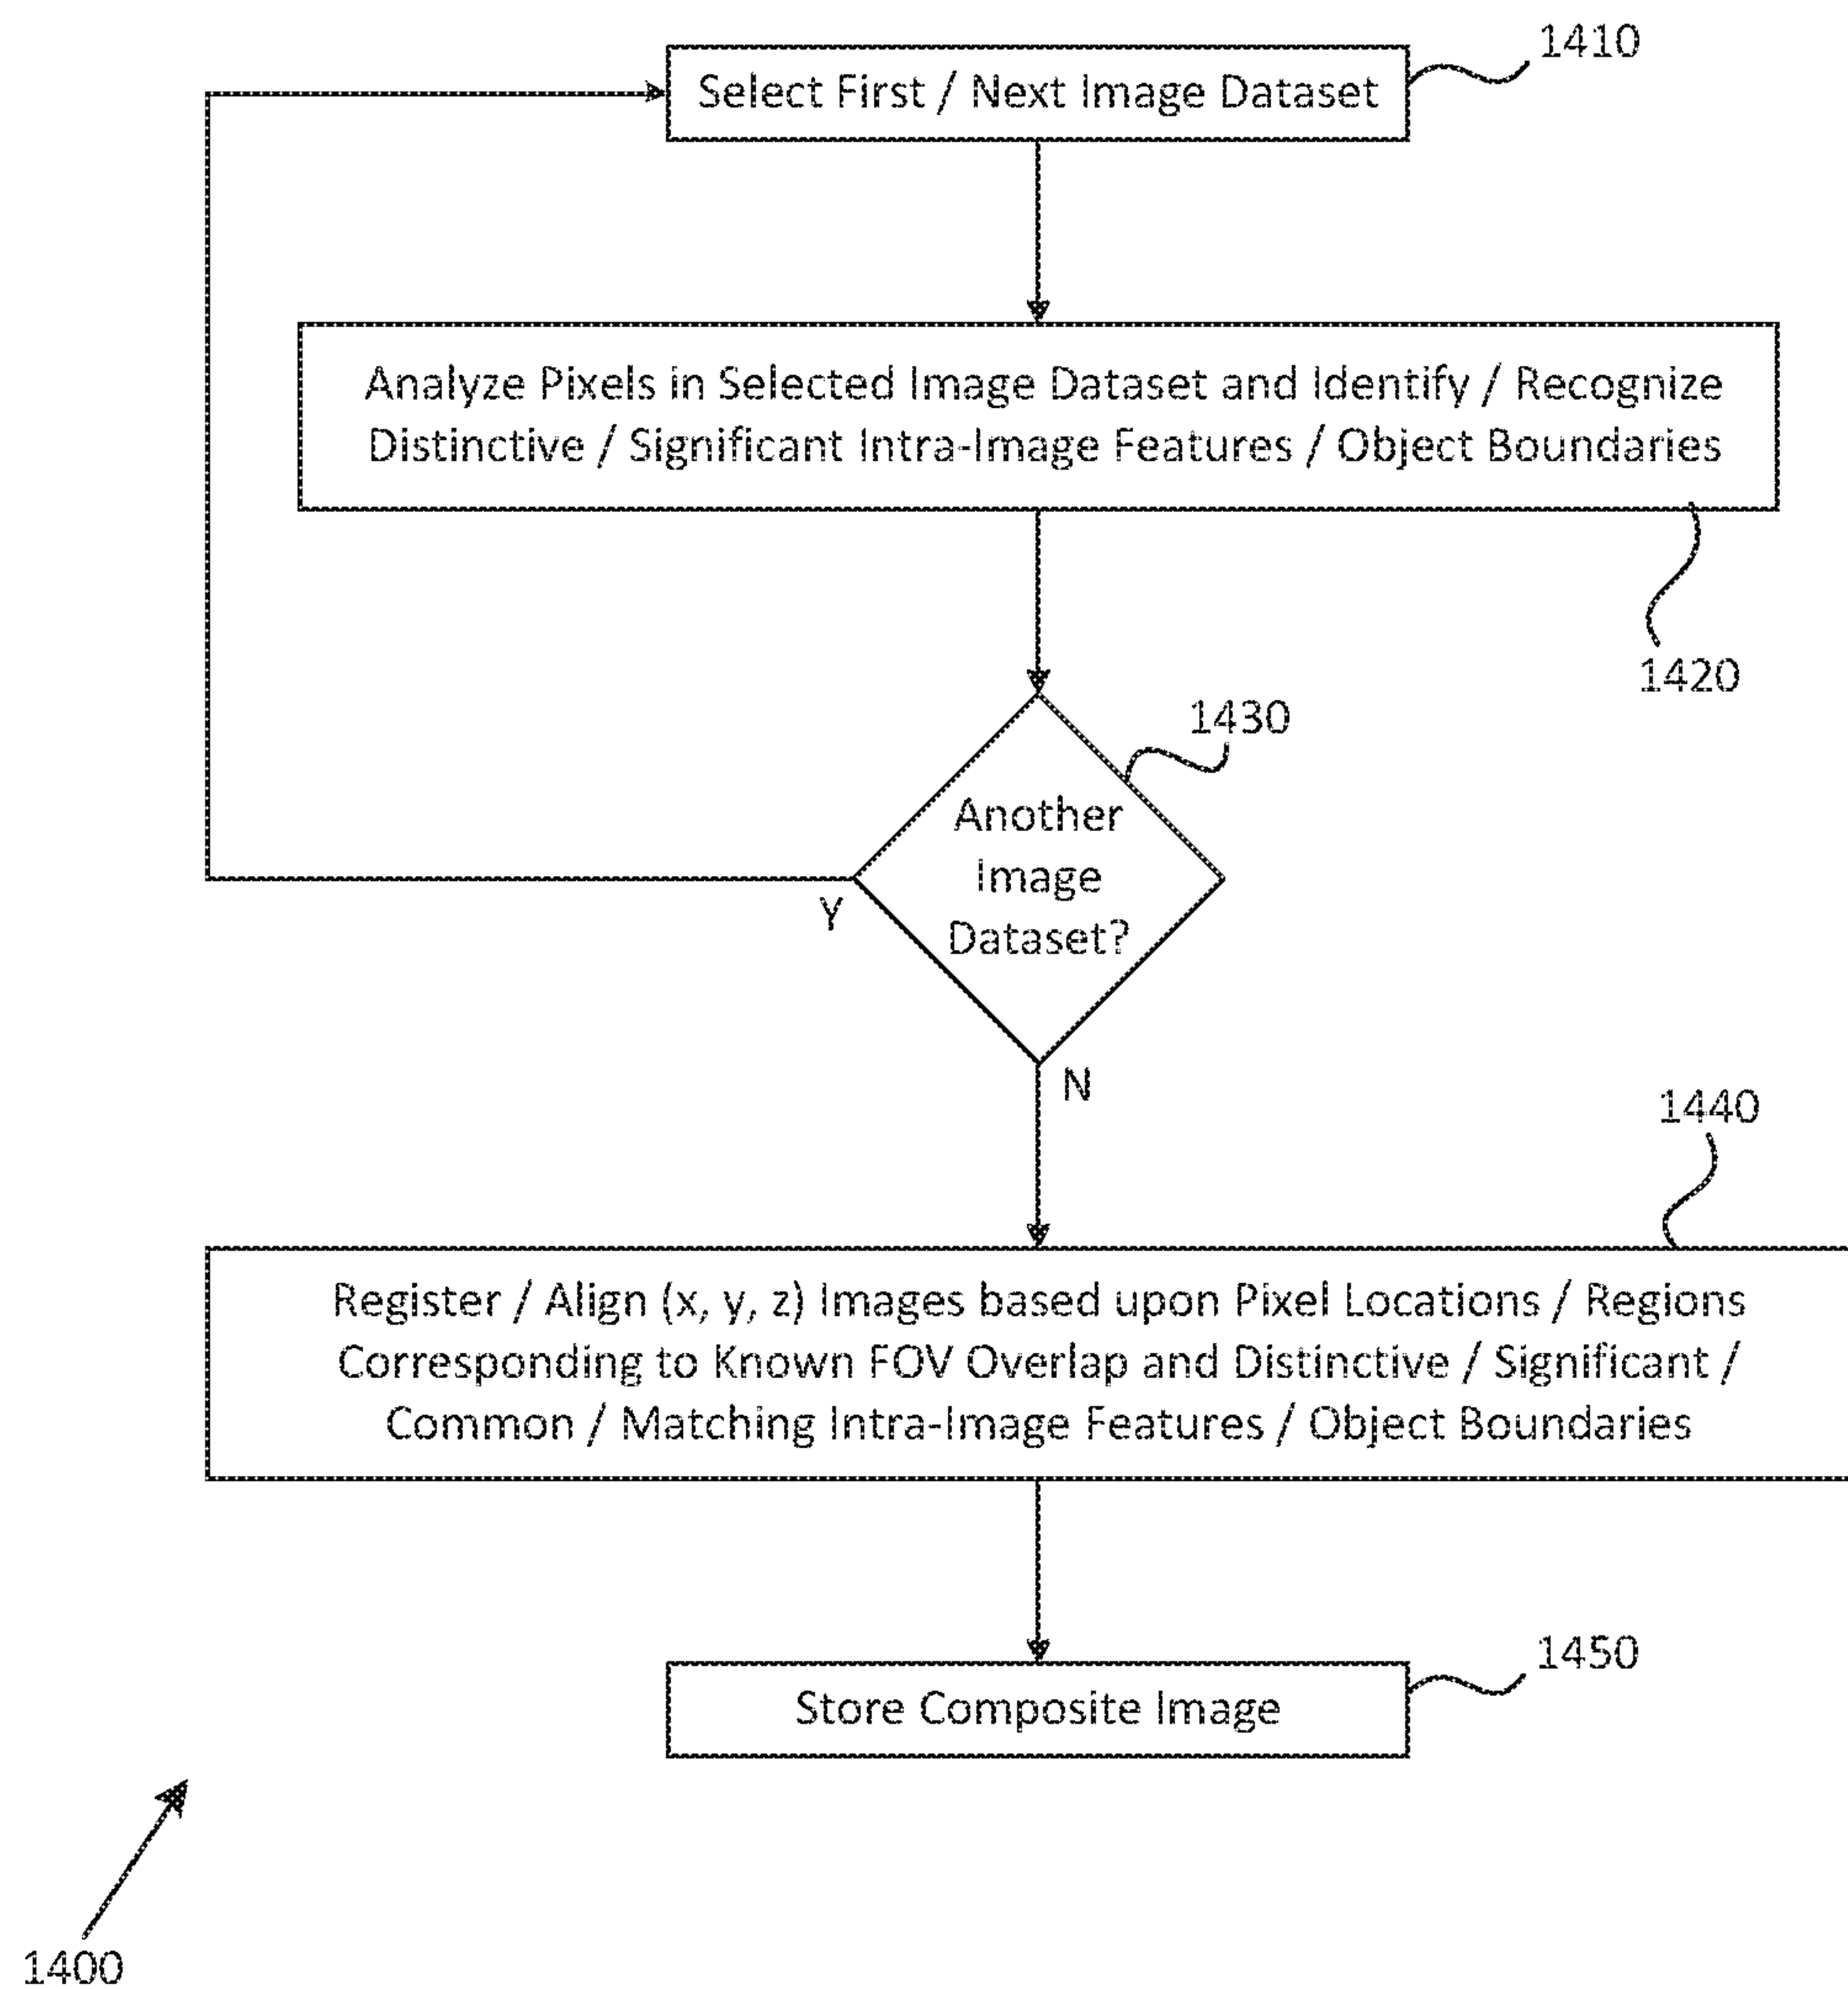 1410
Select First / Next Image Dataset
Analyze Pixels in Selected Image Dataset and Identify / Recognize
Distinctive / Significant Intra-Image Features / Object Boundaries
1420
1430
Another
Image
Dataset?
Y
N
1440
Register / Align (x, y, z) Images based upon Pixel Locations / Regions
Corresponding to Known FOV Overlap and Distinctive / Significant /
Common / Matching Intra-Image Features / Object Boundaries
1450
Store Composite Image
1400